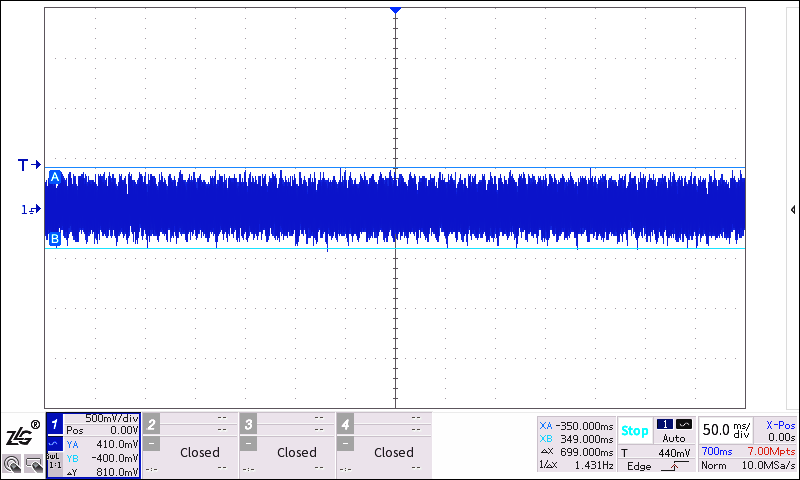 T
A
1
B
ZLG®
1 500mV/div
Pos 0.00V
YA 410.0mV
BwL YB -400.0mV
1:1 ΔY 810.0mV
2 --
--
– Closed
-:- --
3 --
--
– Closed
-:- --
4 --
--
– Closed
-:- --
XA -350.000ms
XB 349.000ms
ΔX 699.000ms
1/ΔX 1.431Hz
Stop 1
Auto
T 440mV
Edge
50.0 ms/div
X-Pos
0.00s
700ms 7.00Mpts
Norm 10.0MSa/s